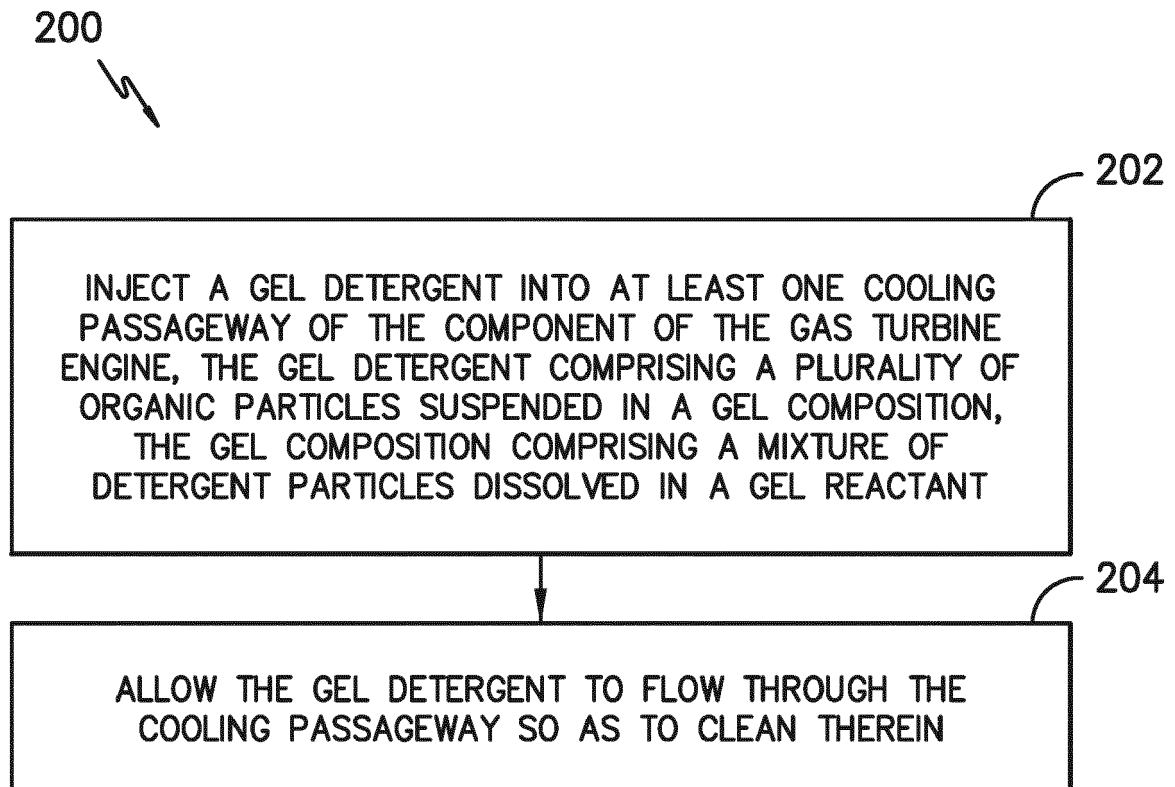 200
202
INJECT A GEL DETERGENT INTO AT LEAST ONE COOLING
PASSAGEWAY OF THE COMPONENT OF THE GAS TURBINE
ENGINE, THE GEL DETERGENT COMPRISING A PLURALITY OF
ORGANIC PARTICLES SUSPENDED IN A GEL COMPOSITION,
THE GEL COMPOSITION COMPRISING A MIXTURE OF
DETERGENT PARTICLES DISSOLVED IN A GEL REACTANT
204
ALLOW THE GEL DETERGENT TO FLOW THROUGH THE
COOLING PASSAGEWAY SO AS TO CLEAN THEREIN